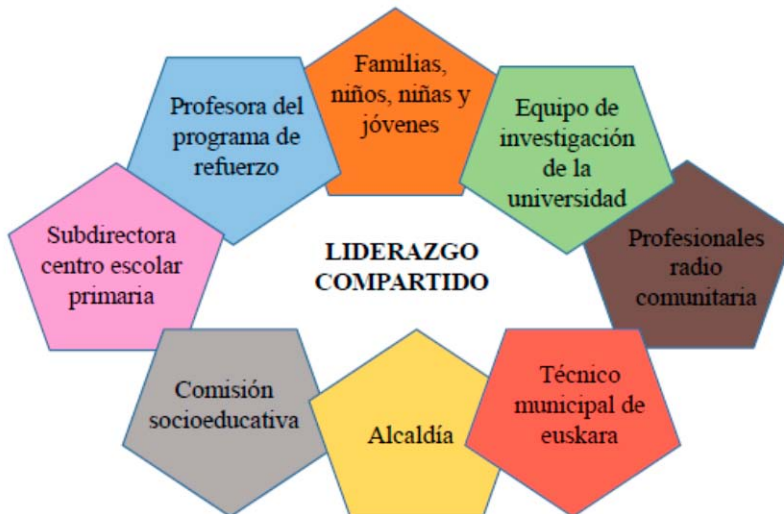 Familias,
niños, niñas y
jóvenes
Profesora del
programa de
refuerzo
Equipo de
investigación
de la
universidad
Subdirectora
centro escolar
primaria
LIDERAZGO
COMPARTIDO
Profesionales
radio
comunitaria
Comisión
socioeducativa
Alcaldía
Técnico
municipal de
euskara